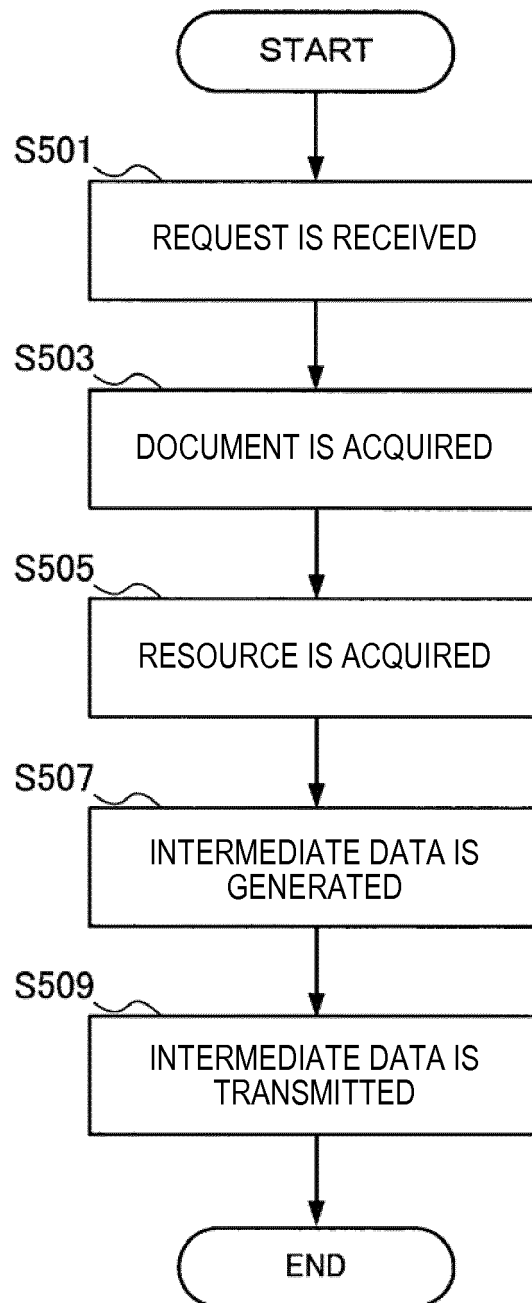 START
S501
REQUEST IS RECEIVED
S503
DOCUMENT IS ACQUIRED
S505
RESOURCE IS ACQUIRED
S507
INTERMEDIATE DATA IS
GENERATED
S509
INTERMEDIATE DATA IS
TRANSMITTED
END